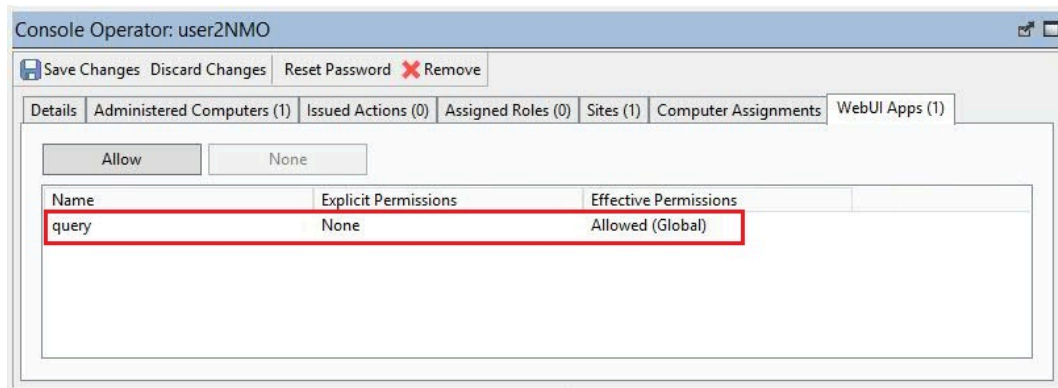 Console Operator: user2NMO
Save Changes Discard Changes Reset Password Remove
Details Administered Computers (1) Issued Actions (0) Assigned Roles (0) Sites (1) Computer Assignments WebUI Apps (1)
Allow None
Name Explicit Permissions Effective Permissions
query None Allowed (Global)